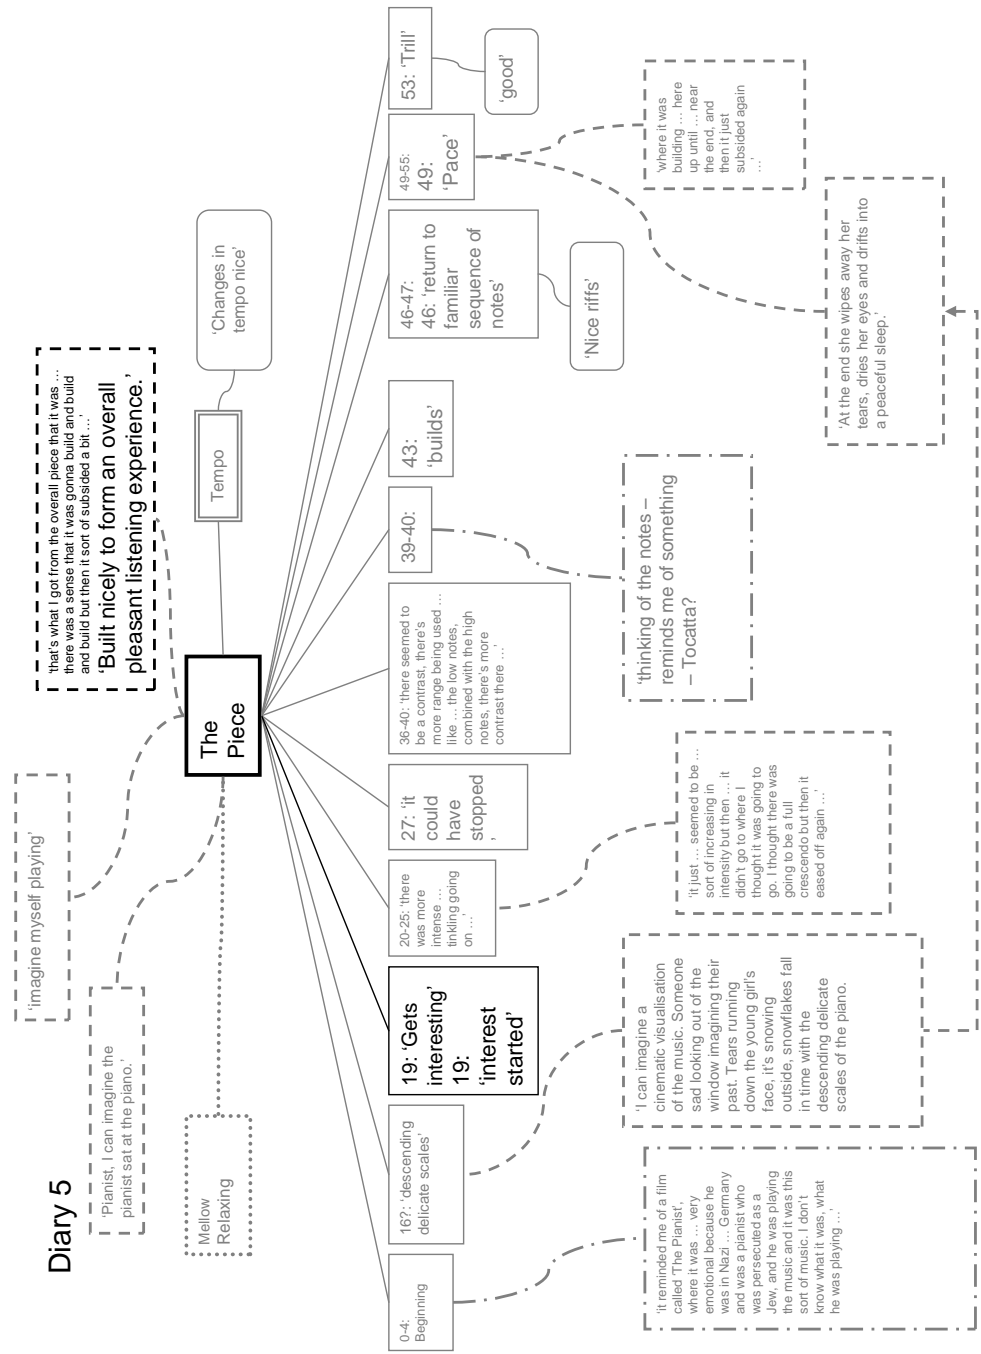 Diary 5
'imagine myself playing'
'Pianist, I can imagine the
pianist sat at the piano.'
Mellow
Relaxing
'that's what I got from the overall piece that it was …
there was a sense that it was gonna build and build
and build but then it sort of subsided a bit …'
'Built nicely to form an overall
pleasant listening experience.'
The
Piece
Tempo
'Changes in
tempo nice'
0-4:
Beginning
16?: 'descending
delicate scales'
19: 'Gets
interesting'
19:
'interest
started'
20-25: 'there
was more
intense …
tinkling going
on …'
27: 'it
could
have
stopped
'
36-40: 'there seemed to
be a contrast, there's
more range being used …
like … the low notes,
combined with the high
notes, there's more
contrast there …'
39-40:
43:
'builds'
46-47:
46: 'return to
familiar
sequence of
notes'
49-55:
49:
'Pace'
53: 'Trill'
'good'
'Nice riffs'
'it reminded me of a film
called 'The Pianist',
where it was … very
emotional because he
was in Nazi …. Germany
and was a pianist who
was persecuted as a
Jew, and he was playing
the music and it was this
sort of music. I don't
know what it was, what
he was playing …'
'I can imagine a
cinematic visualisation
of the music. Someone
sad looking out of the
window imagining their
past. Tears running
down the young girl's
face, it's snowing
outside, snowflakes fall
in time with the
descending delicate
scales of the piano.
'it just … seemed to be …
sort of increasing in
intensity but then …. it
didn't go to where I
thought it was going to
go. I thought there was
going to be a full
crescendo but then it
eased off again …'
'thinking of the notes –
reminds me of something
– Tocatta?
'where it was
building … here
up until … near
the end, and
then it just
subsided again
…'
'At the end she wipes away her
tears, dries her eyes and drifts into
a peaceful sleep.'